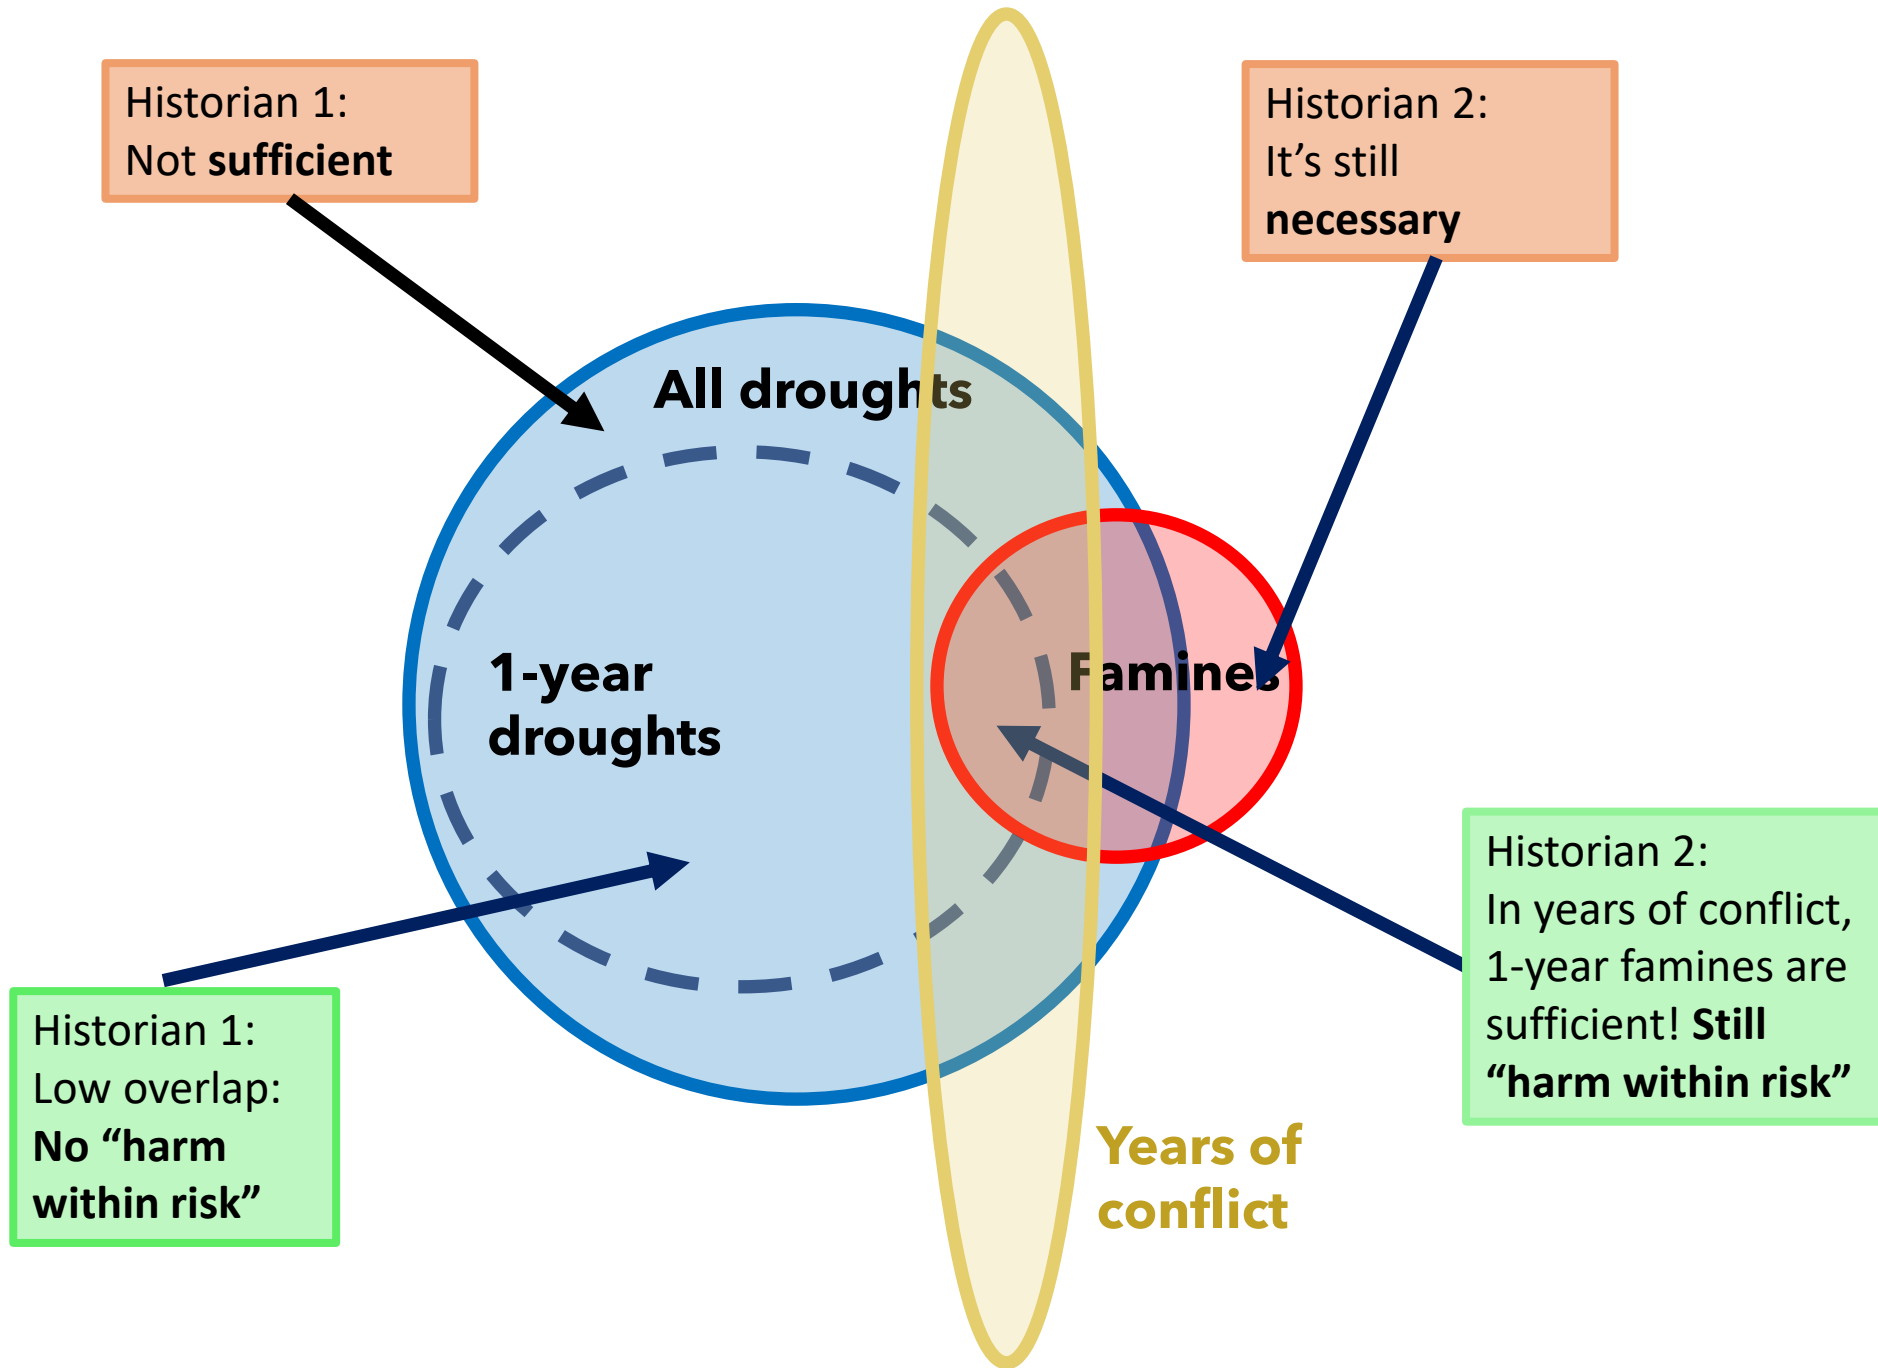 Historian 1:
Not sufficient
Historian 2:
It’s still
necessary
All droughts
1-year
droughts
Famines
Historian 2:
In years of conflict,
1-year famines are
sufficient! Still
“harm within risk”
Historian 1:
Low overlap:
No “harm
within risk”
Years of
conflict